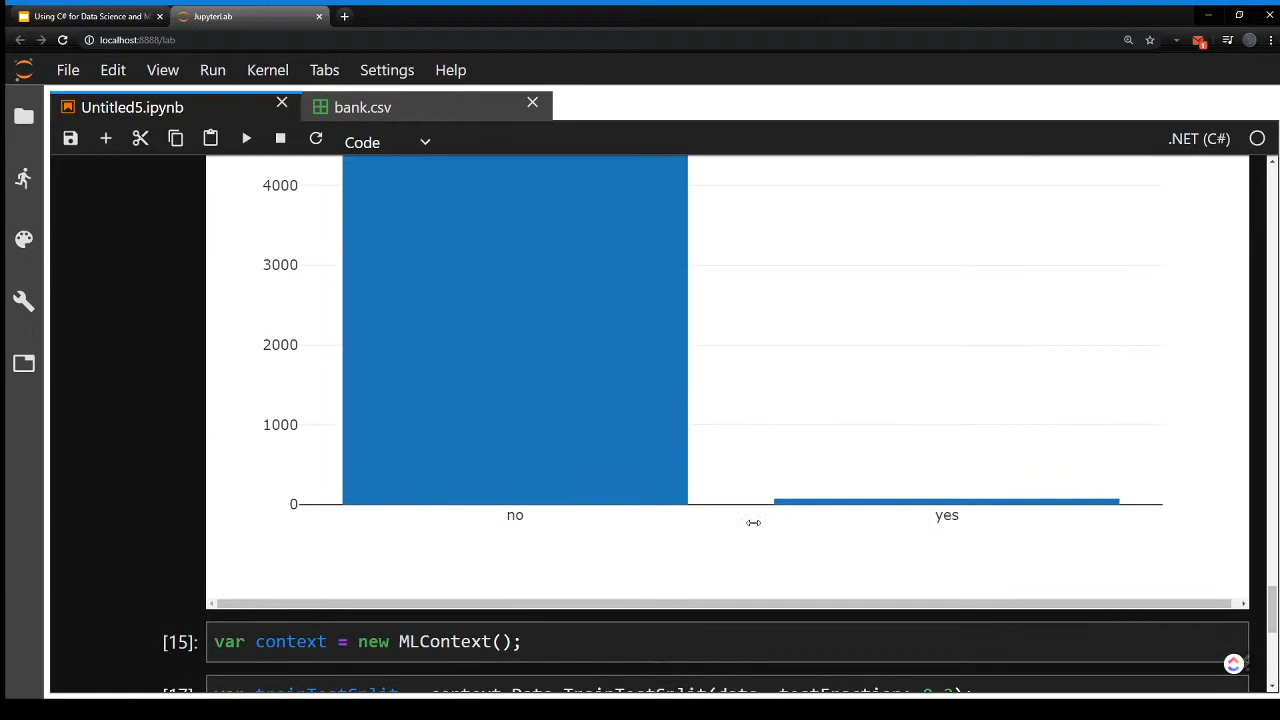 Using C# for Data Science and M
JupyterLab
localhost:8888/lab
1
File Edit View Run Kernel Tabs Settings Help
Untitled5.ipynb
bank.csv
Code
.NET (C#)
4000
3000
2000
1000
0
no yes
[15]: var context = new MLContext();